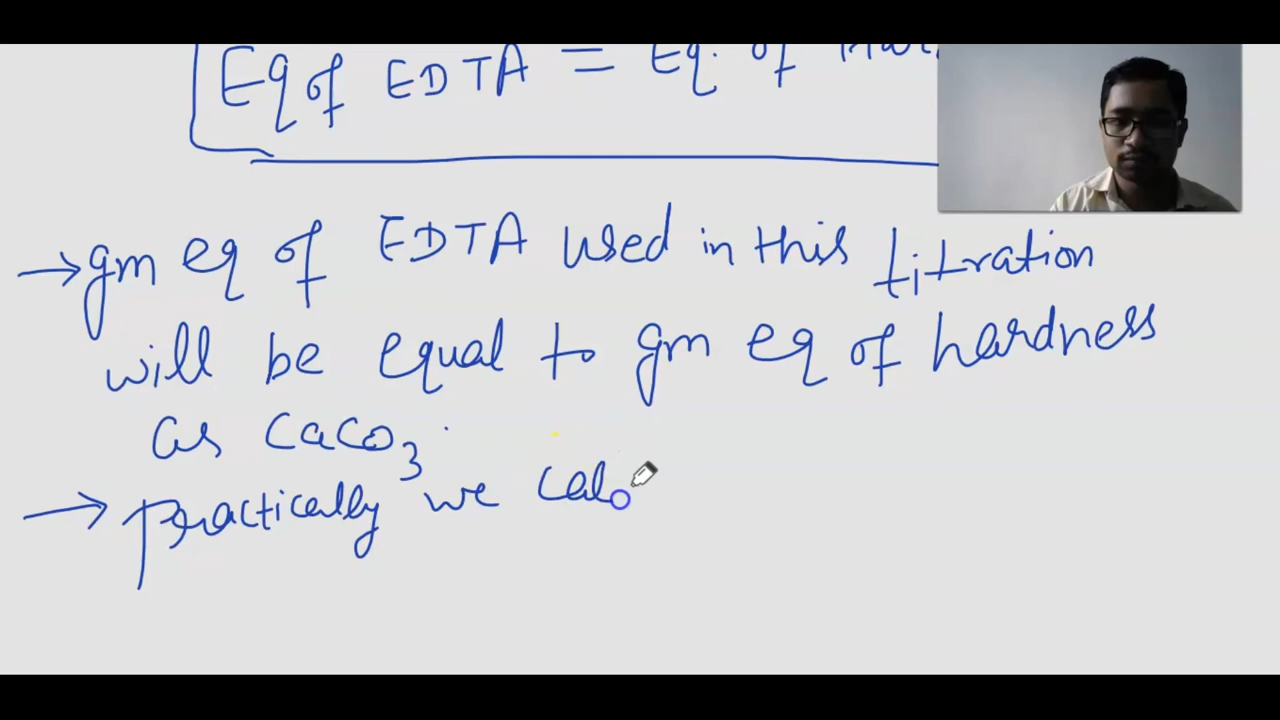 Eq of EDTA = Eq. of
→ gm eq of EDTA used in this titration
will be equal to gm eq of hardness
as CaCO3
→ practically we cal